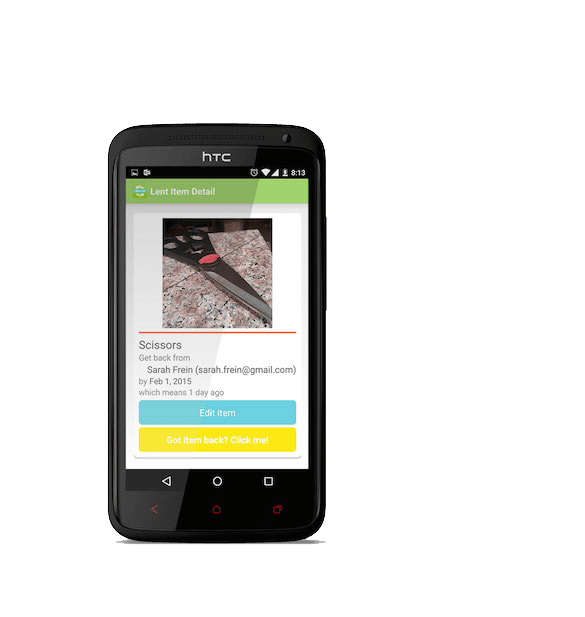 hTC
8:13
Lent Item Detail
Scissors
Get back from
Sarah Frein (sarah.frein@gmail.com)
by Feb 1, 2015
which means 1 day ago
Edit item
Got item back? Click me!